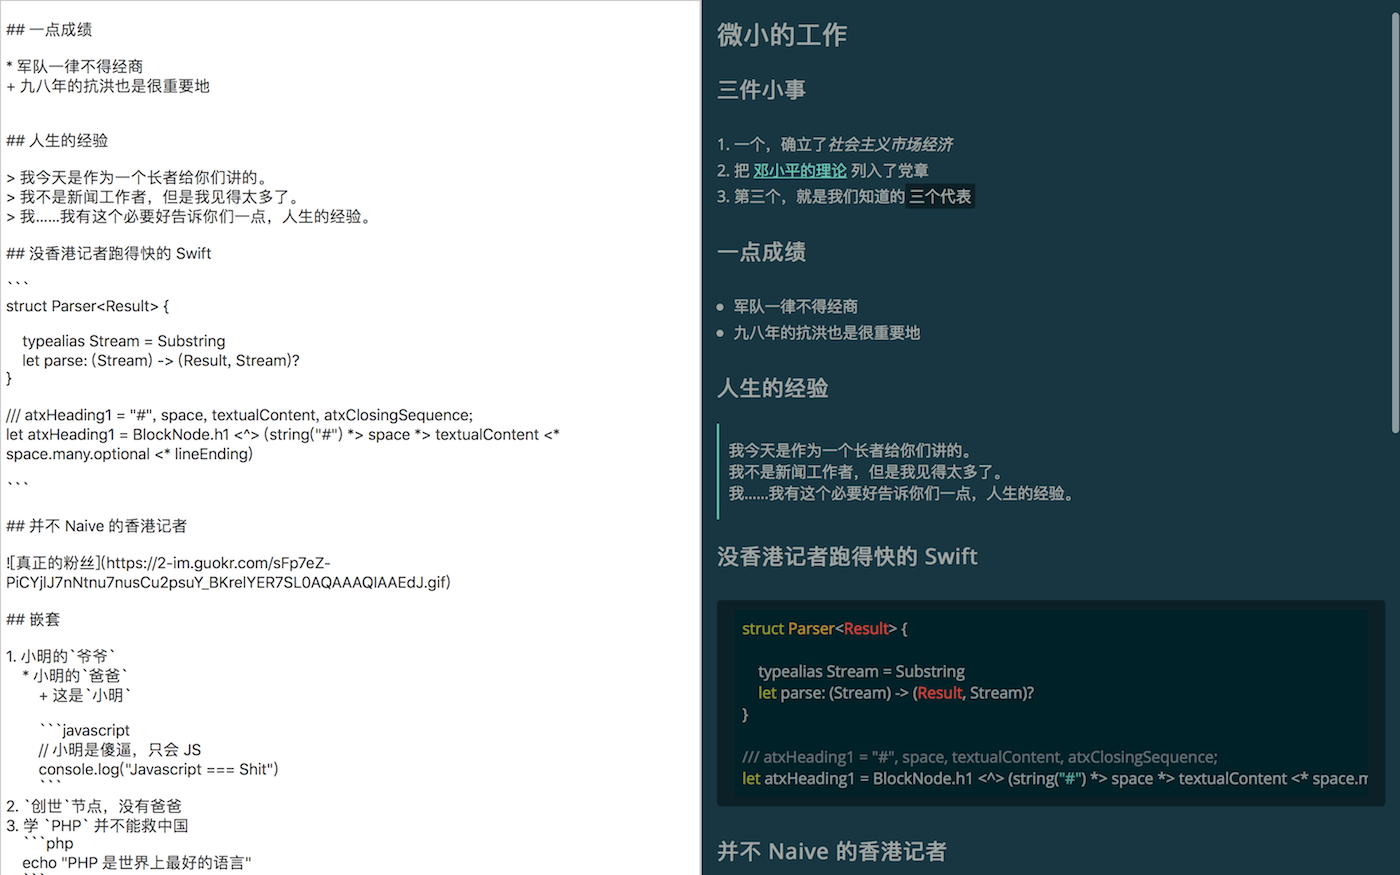 ## 一点成绩
* 军队一律不得经商
+ 九八年的抗洪也是很重要地
## 人生的经验
> 我今天是作为一个长者给你们讲的。
> 我不是新闻工作者，但是我见得太多了。
> 我……我有这个必要好告诉你们一点，人生的经验。
## 没香港记者跑得快的 Swift
```
struct Parser<Result> {
    typealias Stream = Substring
    let parse: (Stream) -> (Result, Stream)?
}
/// atxHeading1 = "#", space, textualContent, atxClosingSequence;
let atxHeading1 = BlockNode.h1 <^> (string("#") *> space *> textualContent <*
space.many.optional <* lineEnding)
```
## 并不 Naive 的香港记者
![真正的粉丝](https://2-im.guokr.com/sFp7eZ-
PiCYjlJ7nNtnu7nusCu2psuY_BKrelYER7SL0AQAAAQIAAEdJ.gif)
## 嵌套
1. 小明的`爷爷`
    * 小明的`爸爸`
        + 这是`小明`
        ```javascript
        // 小明是傻逼，只会 JS
        console.log("Javascript === Shit")
        ```
2. `创世`节点，没有爸爸
3. 学 `PHP` 并不能救中国
    ```php
    echo "PHP 是世界上最好的语言"
    ```
微小的工作
三件小事
1. 一个，确立了社会主义市场经济
2. 把 邓小平的理论 列入了党章
3. 第三个，就是我们知道的 三个代表
一点成绩
• 军队一律不得经商
• 九八年的抗洪也是很重要地
人生的经验
我今天是作为一个长者给你们讲的。
我不是新闻工作者，但是我见得太多了。
我……我有这个必要好告诉你们一点，人生的经验。
没香港记者跑得快的 Swift
struct Parser<Result> {
    typealias Stream = Substring
    let parse: (Stream) -> (Result, Stream)?
}
/// atxHeading1 = "#", space, textualContent, atxClosingSequence;
let atxHeading1 = BlockNode.h1 <^> (string("#") *> space *> textualContent <* space.m
并不 Naive 的香港记者